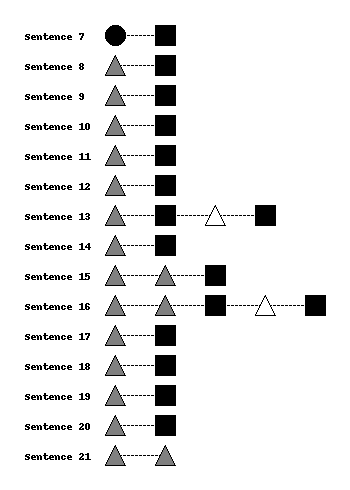 Sentence 7
Sentence 8
Sentence 9
Sentence 10
Sentence 11
Sentence 12
Sentence 13
Sentence 14
Sentence 15
Sentence 16
Sentence 17
Sentence 18
Sentence 19
Sentence 20
Sentence 21